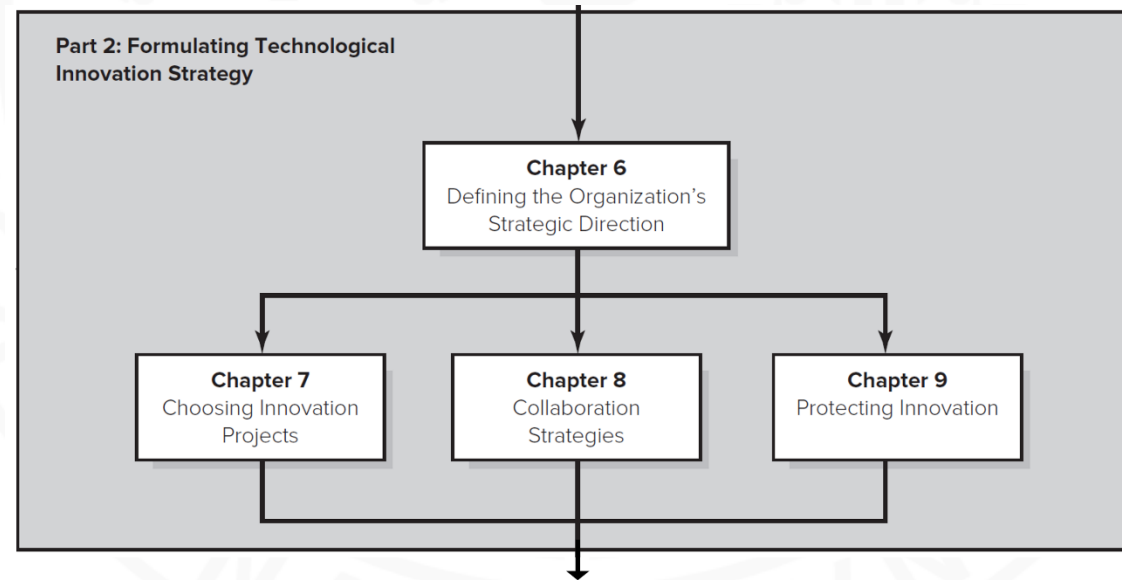 Part 2: Formulating Technological
Innovation Strategy
Chapter 6
Defining the Organization’s
Strategic Direction
Chapter 7
Choosing Innovation
Projects
Chapter 8
Collaboration
Strategies
Chapter 9
Protecting Innovation